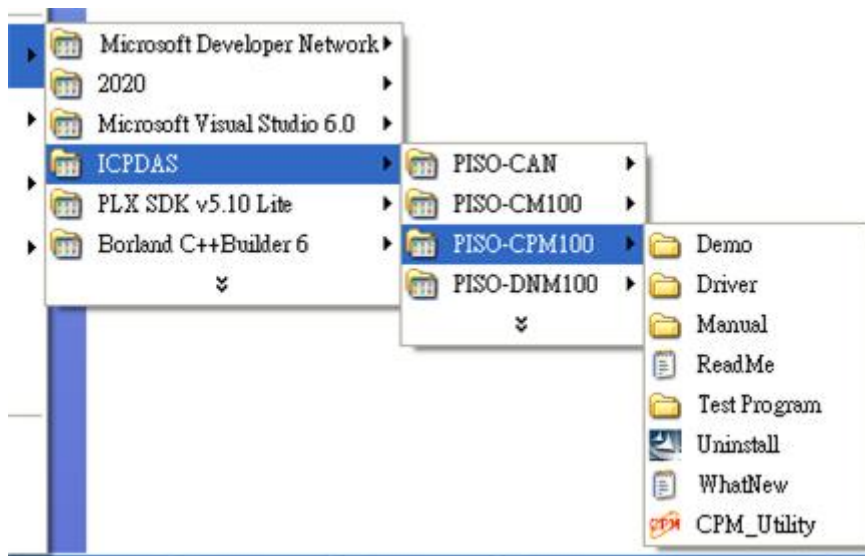 Microsoft Developer Network
2020
Microsoft Visual Studio 6.0
ICPDAS
PLX SDK v5.10 Lite
Borland C++Builder 6
PISO-CAN
PISO-CM100
PISO-CPM100
PISO-DNM100
Demo
Driver
Manual
ReadMe
Test Program
Uninstall
WhatNew
CPM CPM_Utility